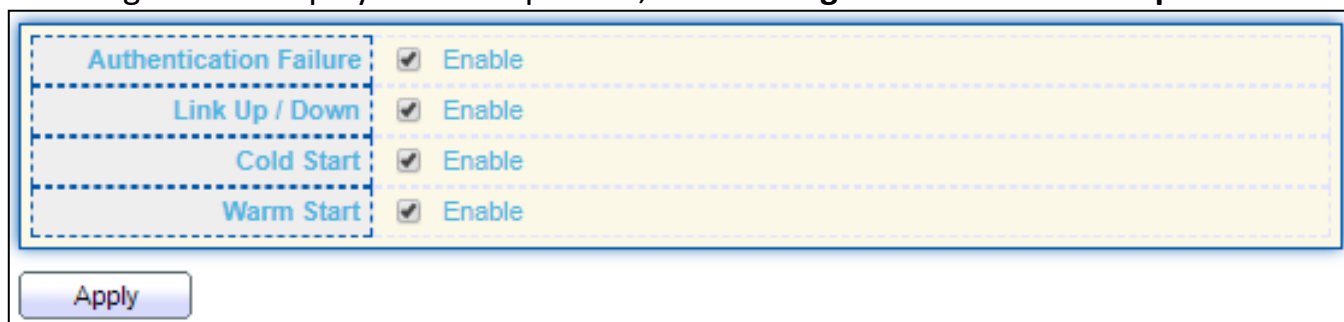 Authentication Failure Enable
Link Up / Down Enable
Cold Start Enable
Warm Start Enable
Apply